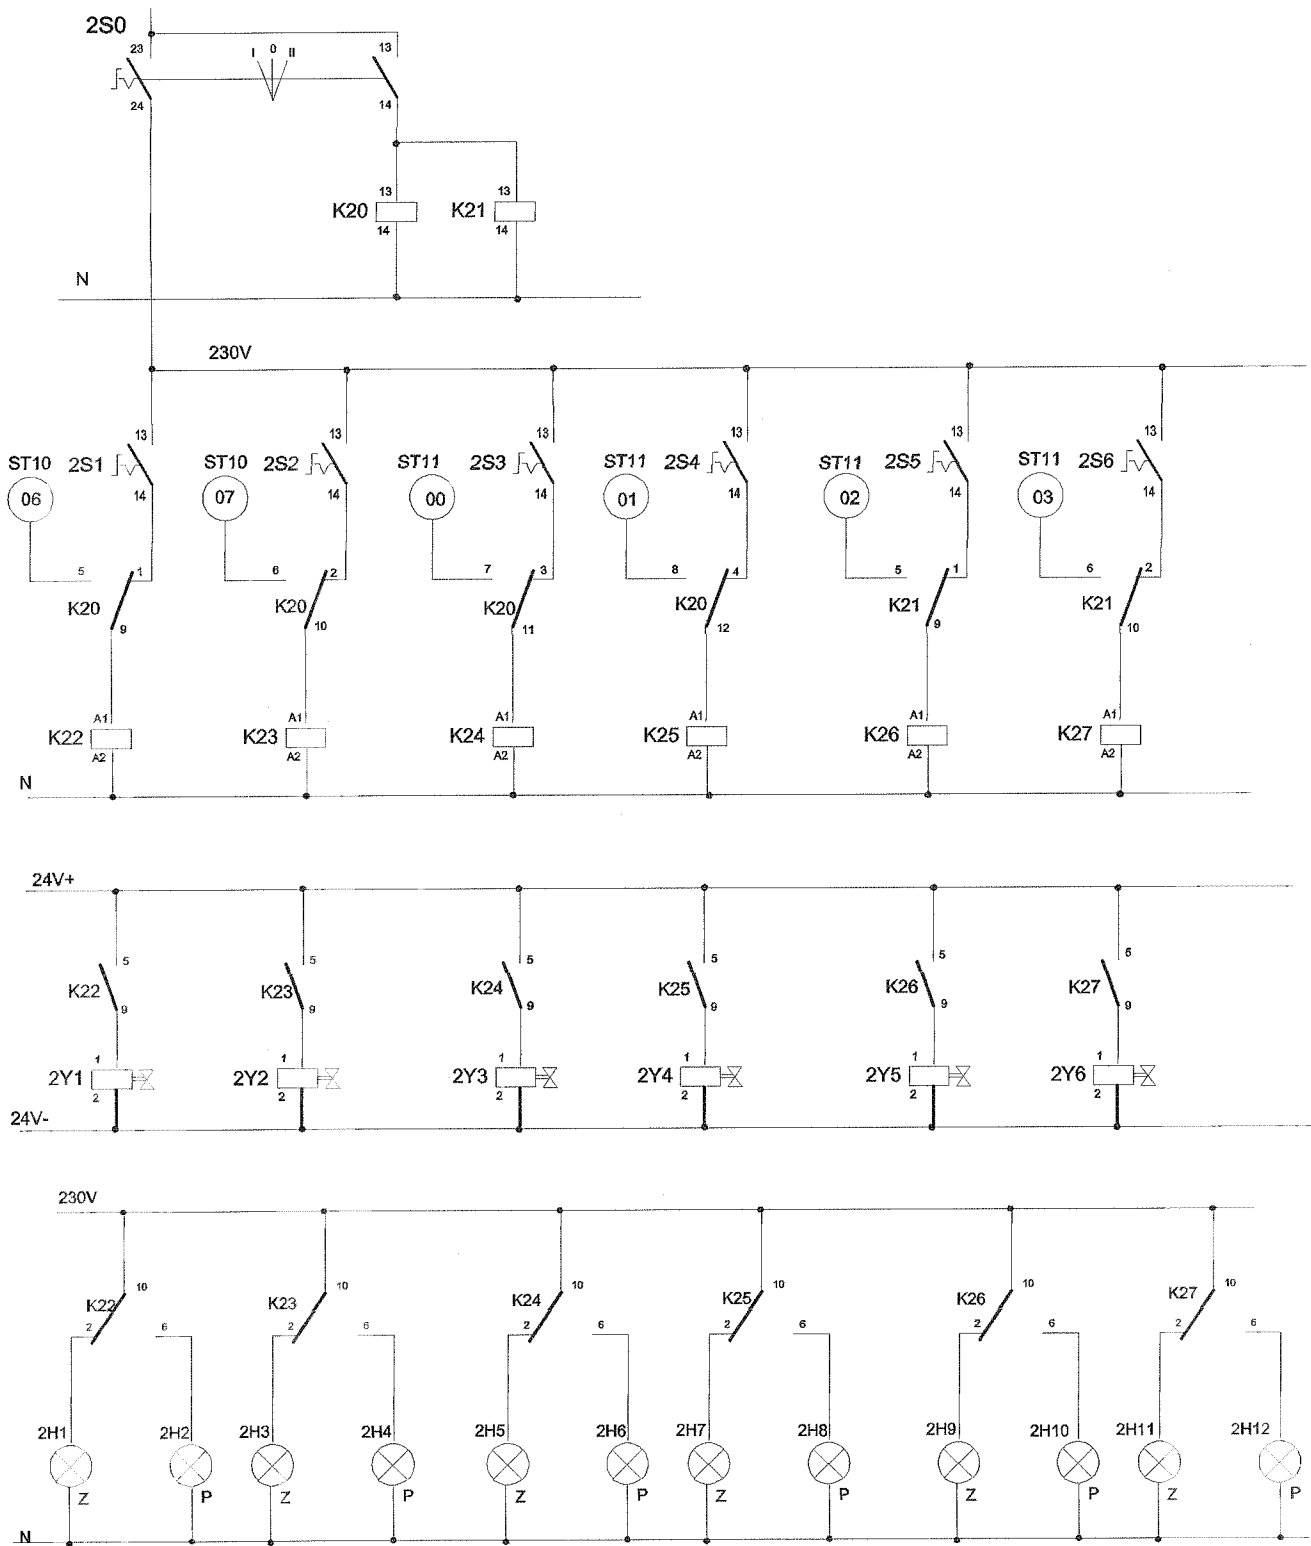 2S0
23 I 0 II 13
24 14
13 13
K20 K21
14 14
N
230V
13 13 13 13 13 13
ST10 2S1 ST10 2S2 ST11 2S3 ST11 2S4 ST11 2S5 ST11 2S6
06 14 07 14 00 14 01 14 02 14 03 14
5 1 6 2 7 3 8 4 5 1 6 2
K20 K20 K20 K20 K21 K21
9 10 11 12 9 10
A1 A1 A1 A1 A1 A1
K22 K23 K24 K25 K26 K27
A2 A2 A2 A2 A2 A2
N
24V+
5 5 5 5 5 5
K22 K23 K24 K25 K26 K27
9 9 9 9 9 9
1 1 1 1 1 1
2Y1 2Y2 2Y3 2Y4 2Y5 2Y6
2 2 2 2 2 2
24V-
230V
10 10 10 10 10 10
K22 K23 K24 K25 K26 K27
2 6 2 6 2 6 2 6 2 6 2 6
2H1 2H2 2H3 2H4 2H5 2H6 2H7 2H8 2H9 2H10 2H11 2H12
Z P Z P Z P Z P Z P Z P
N